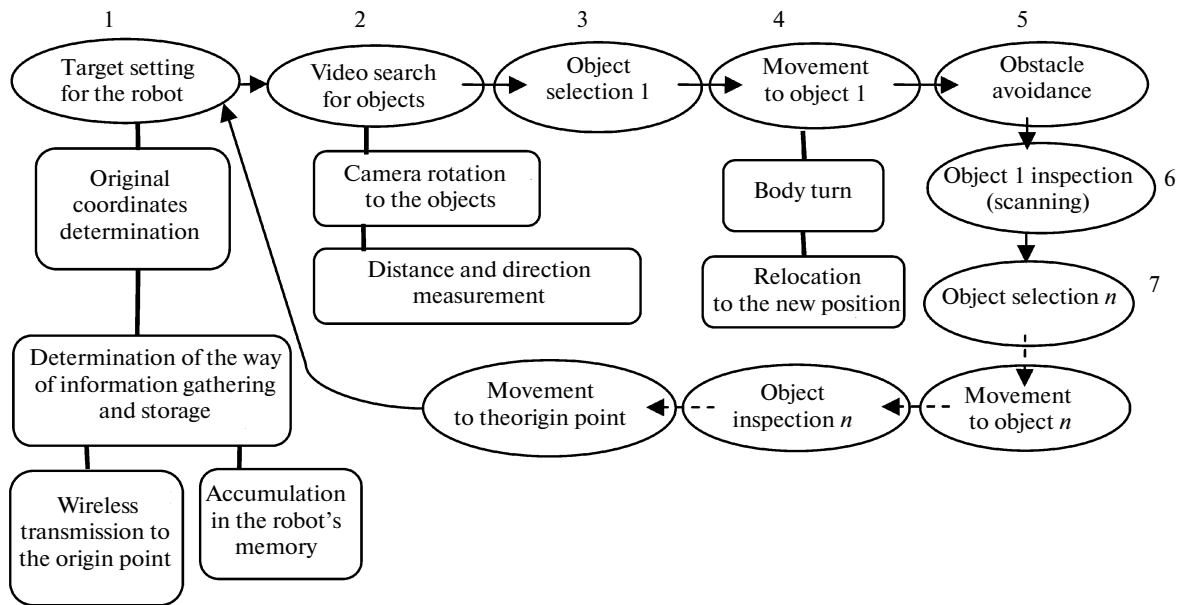 1
2
3
4
5
Target setting
for the robot
Video search
for objects
Object
selection 1
Movement
to object 1
Obstacle
avoidance
Original
coordinates
determination
Camera rotation
to the objects
Body turn
Object 1 inspection
(scanning)
6
Distance and direction
measurement
Relocation
to the new position
Object selection n
7
Determination of the way
of information gathering
and storage
Movement
to theorigin point
Object
inspection n
Movement
to object n
Wireless
transmission to
the origin point
Accumulation
in the robot's
memory